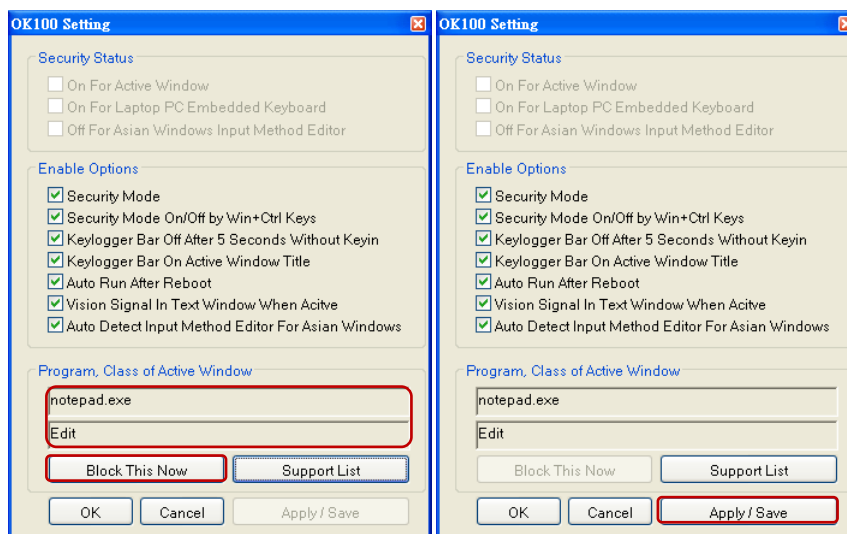 OK100 Setting
Security Status
On For Active Window
On For Laptop PC Embedded Keyboard
Off For Asian Windows Input Method Editor
Enable Options
Security Mode
Security Mode On/Off by Win+Ctrl Keys
Keylogger Bar Off After 5 Seconds Without Keyin
Keylogger Bar On Active Window Title
Auto Run After Reboot
Vision Signal In Text Window When Acitve
Auto Detect Input Method Editor For Asian Windows
Program, Class of Active Window
notepad.exe
Edit
Block This Now Support List
OK Cancel Apply / Save
OK100 Setting
Security Status
On For Active Window
On For Laptop PC Embedded Keyboard
Off For Asian Windows Input Method Editor
Enable Options
Security Mode
Security Mode On/Off by Win+Ctrl Keys
Keylogger Bar Off After 5 Seconds Without Keyin
Keylogger Bar On Active Window Title
Auto Run After Reboot
Vision Signal In Text Window When Acitve
Auto Detect Input Method Editor For Asian Windows
Program, Class of Active Window
notepad.exe
Edit
Block This Now Support List
OK Cancel Apply / Save